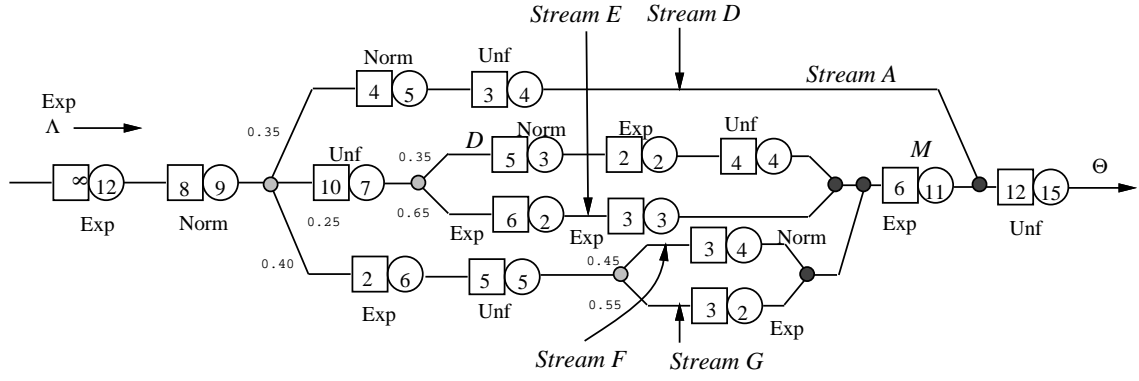 Stream E
Stream D
Norm
Unf
4
5
3
4
Stream A
Exp
Λ
0.35
D
Norm
Exp
Unf
M
Unf
0.35
5
3
2
2
4
4
Θ
∞
12
8
9
10
7
6
11
12
15
Exp
Norm
0.25
0.65
Exp
6
2
Exp
3
3
Exp
Unf
0.40
0.45
3
4
Norm
2
6
5
5
Exp
Unf
0.55
3
2
Exp
Stream F
Stream G